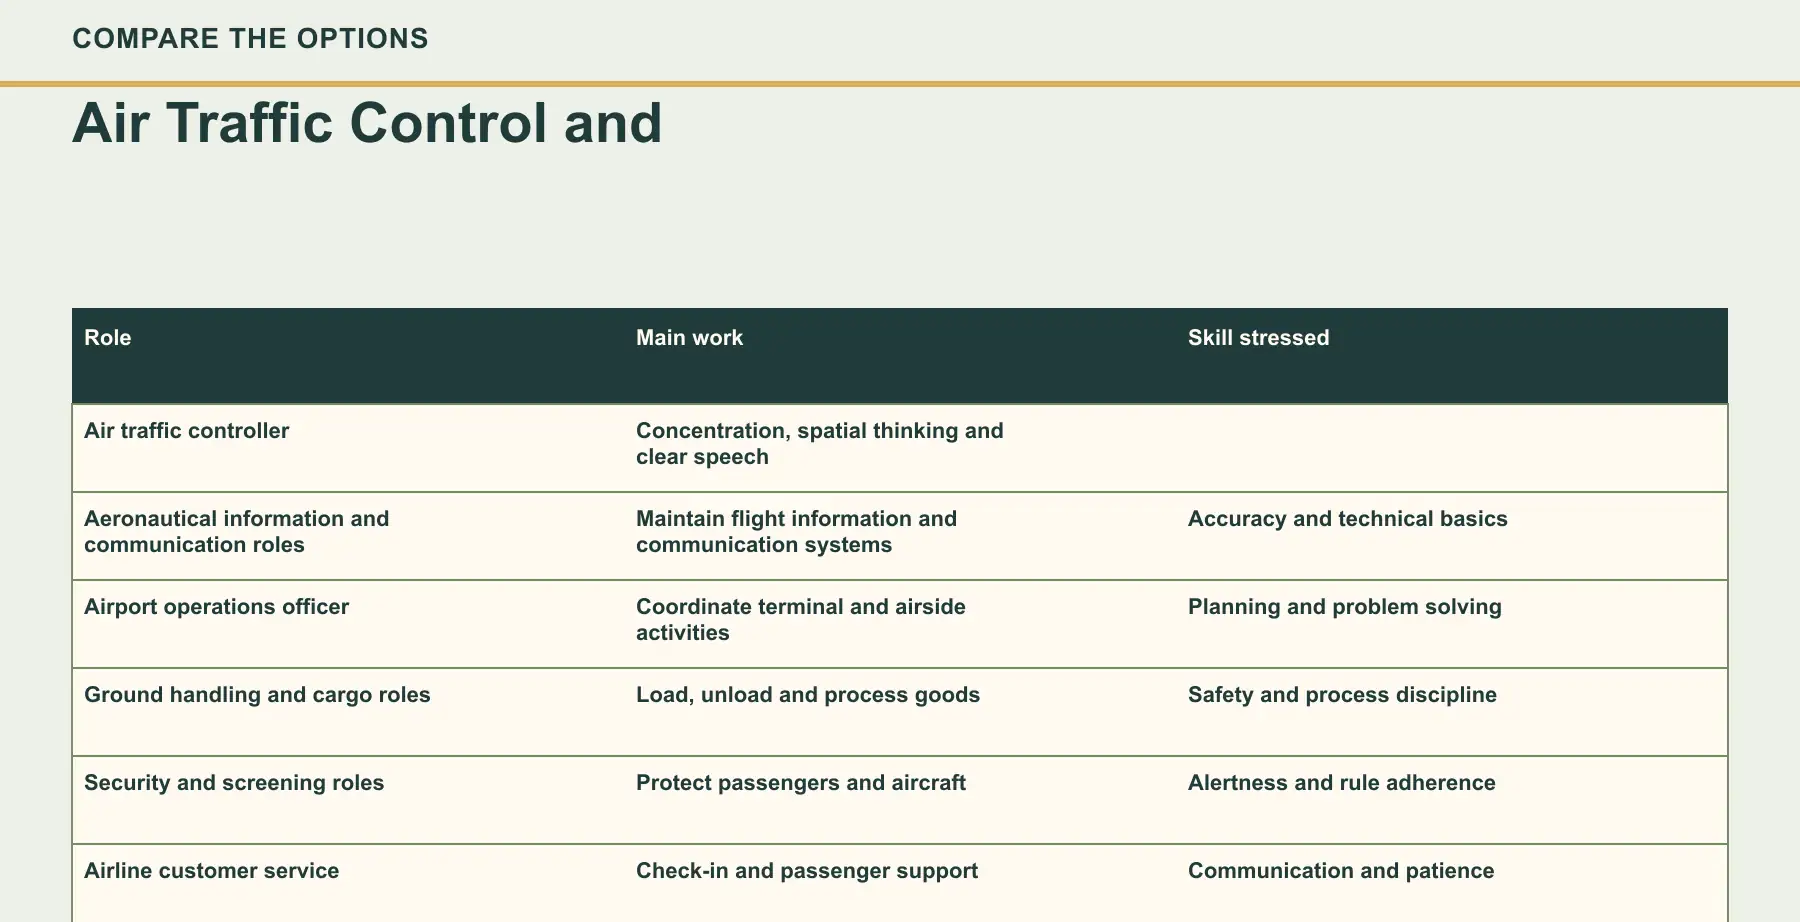 COMPARE THE OPTIONS
Air Traffic Control and
Role Main work Skill stressed
Air traffic controller Concentration, spatial thinking and
clear speech
Aeronautical information and Maintain flight information and Accuracy and technical basics
communication roles communication systems
Airport operations officer Coordinate terminal and airside Planning and problem solving
activities
Ground handling and cargo roles Load, unload and process goods Safety and process discipline
Security and screening roles Protect passengers and aircraft Alertness and rule adherence
Airline customer service Check-in and passenger support Communication and patience